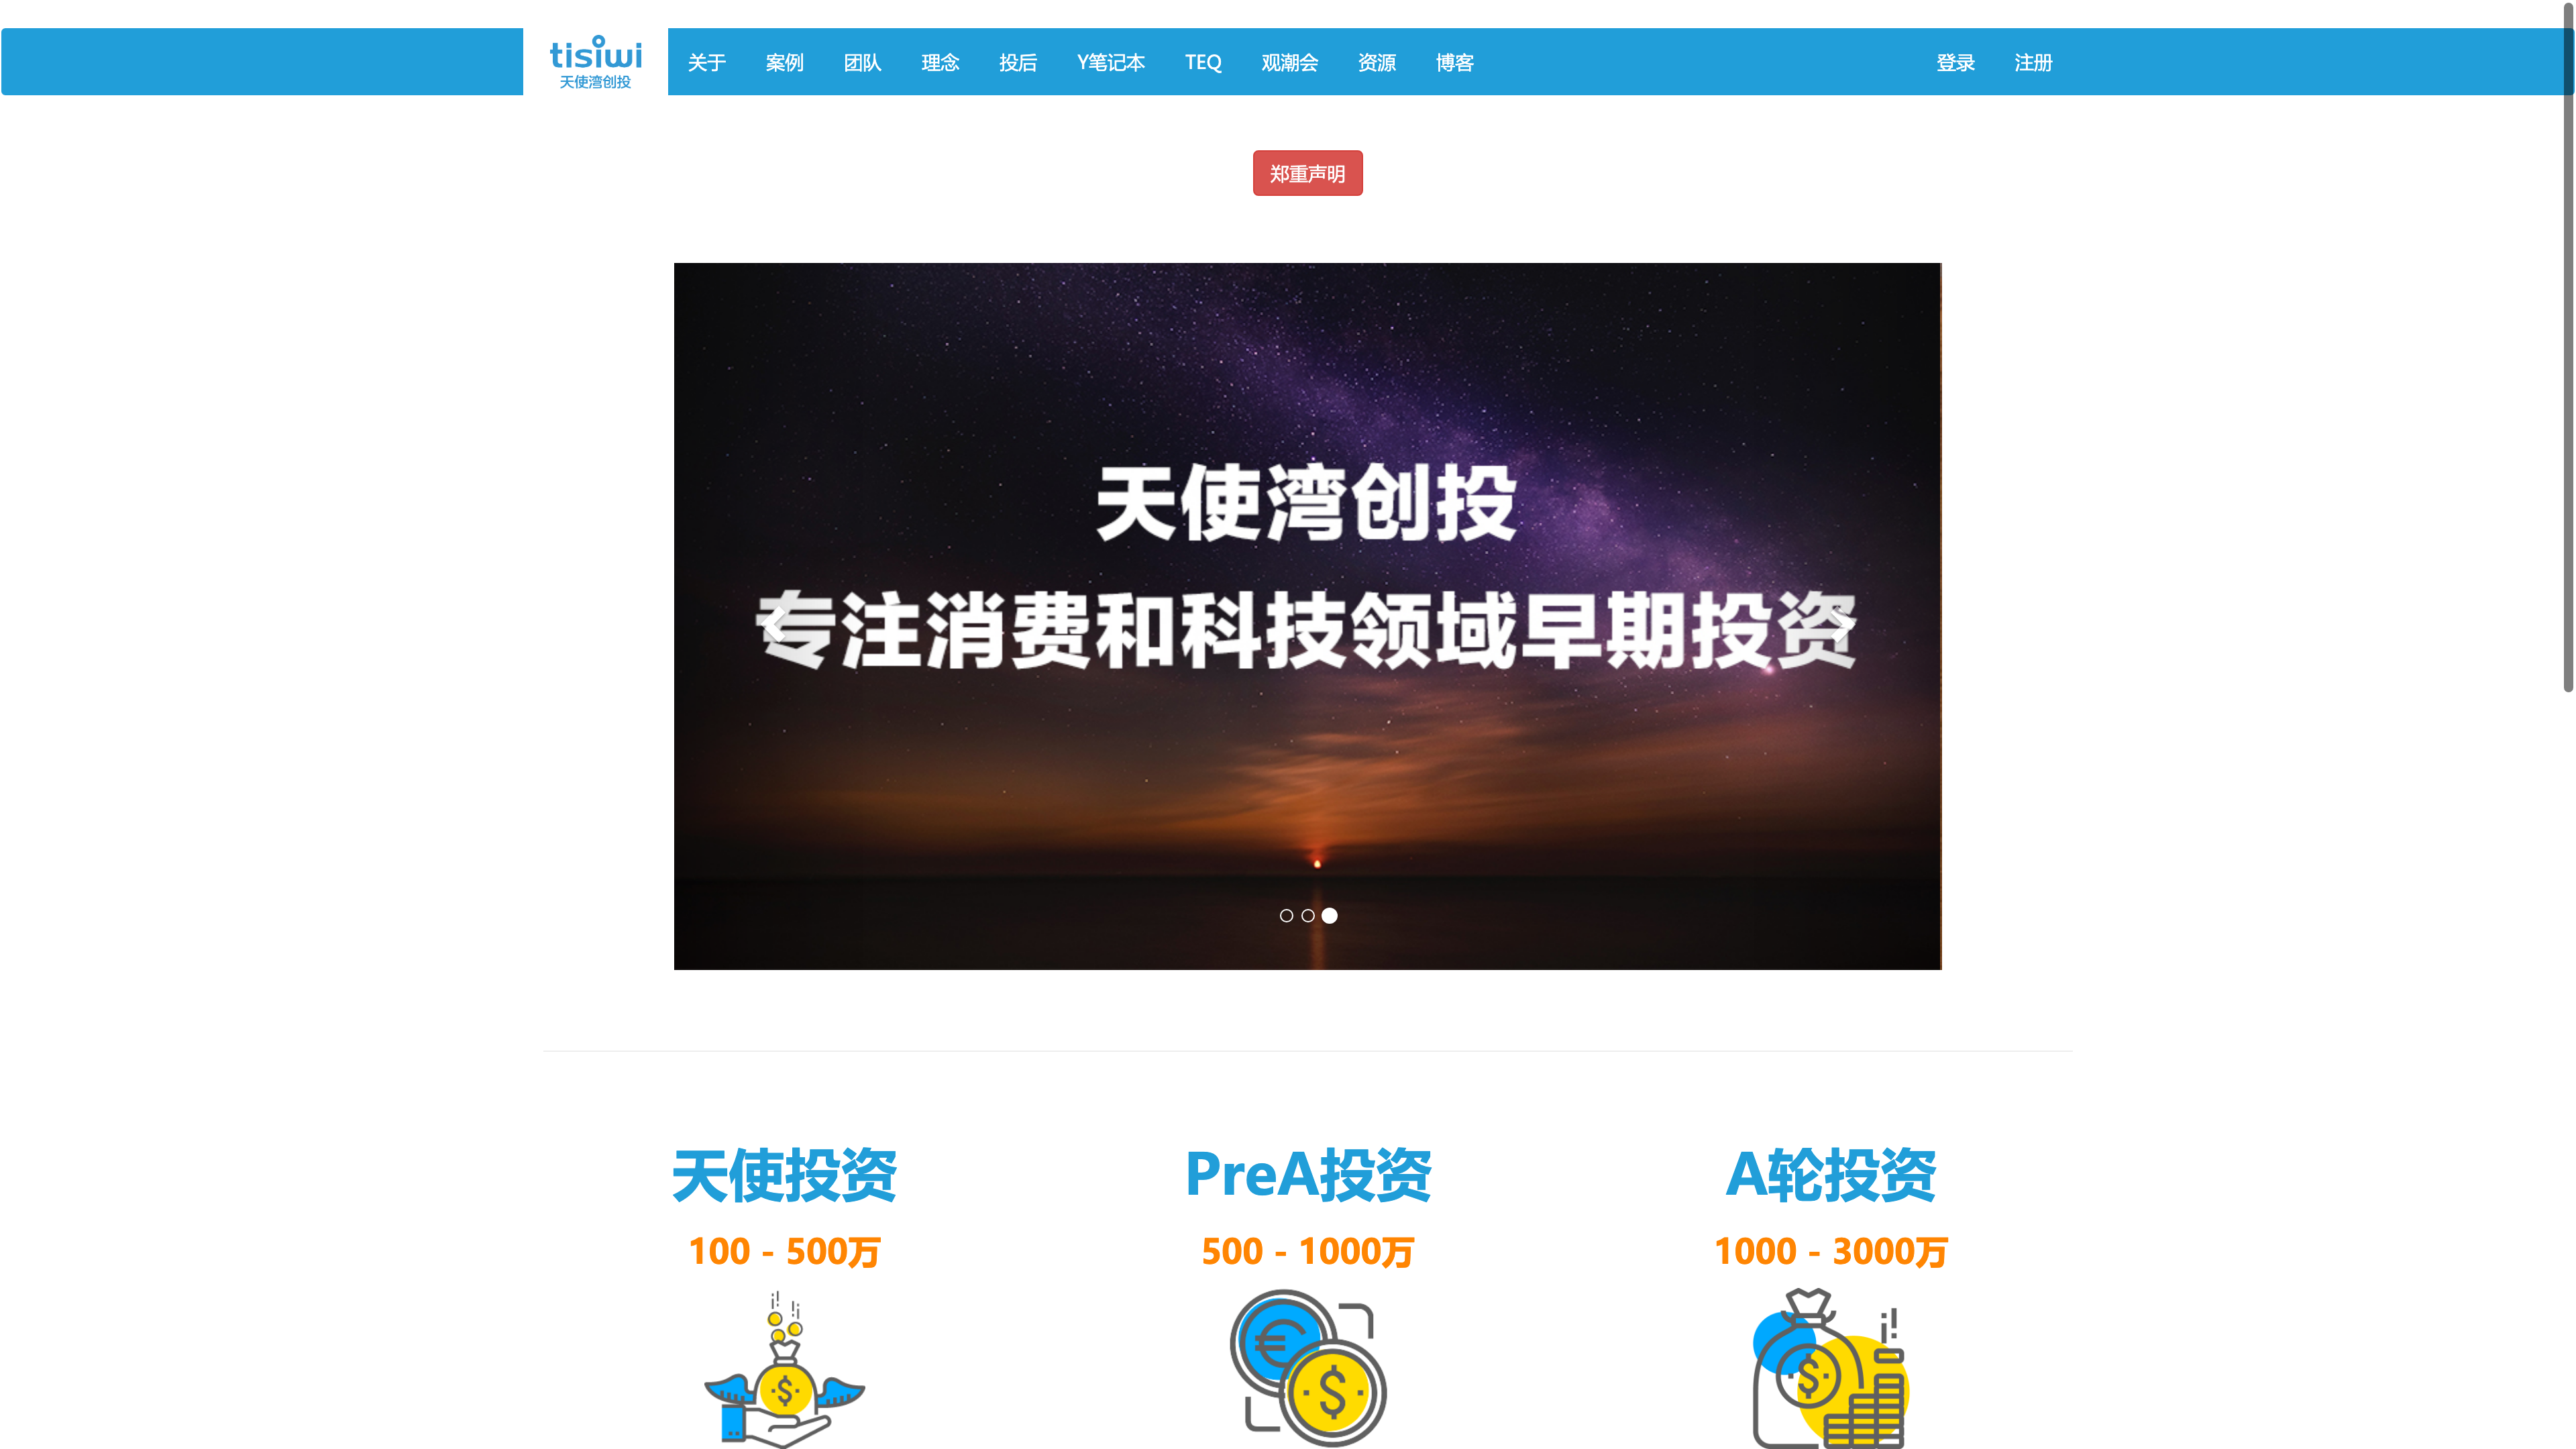 tisiwi
天使湾创投
关于 案例 团队 理念 投后 Y笔记本 TEQ 观潮会 资源 博客 登录 注册
郑重声明
天使湾创投
专注消费和科技领域早期投资
天使投资
100 - 500万
PreA投资
500 - 1000万
A轮投资
1000 - 3000万